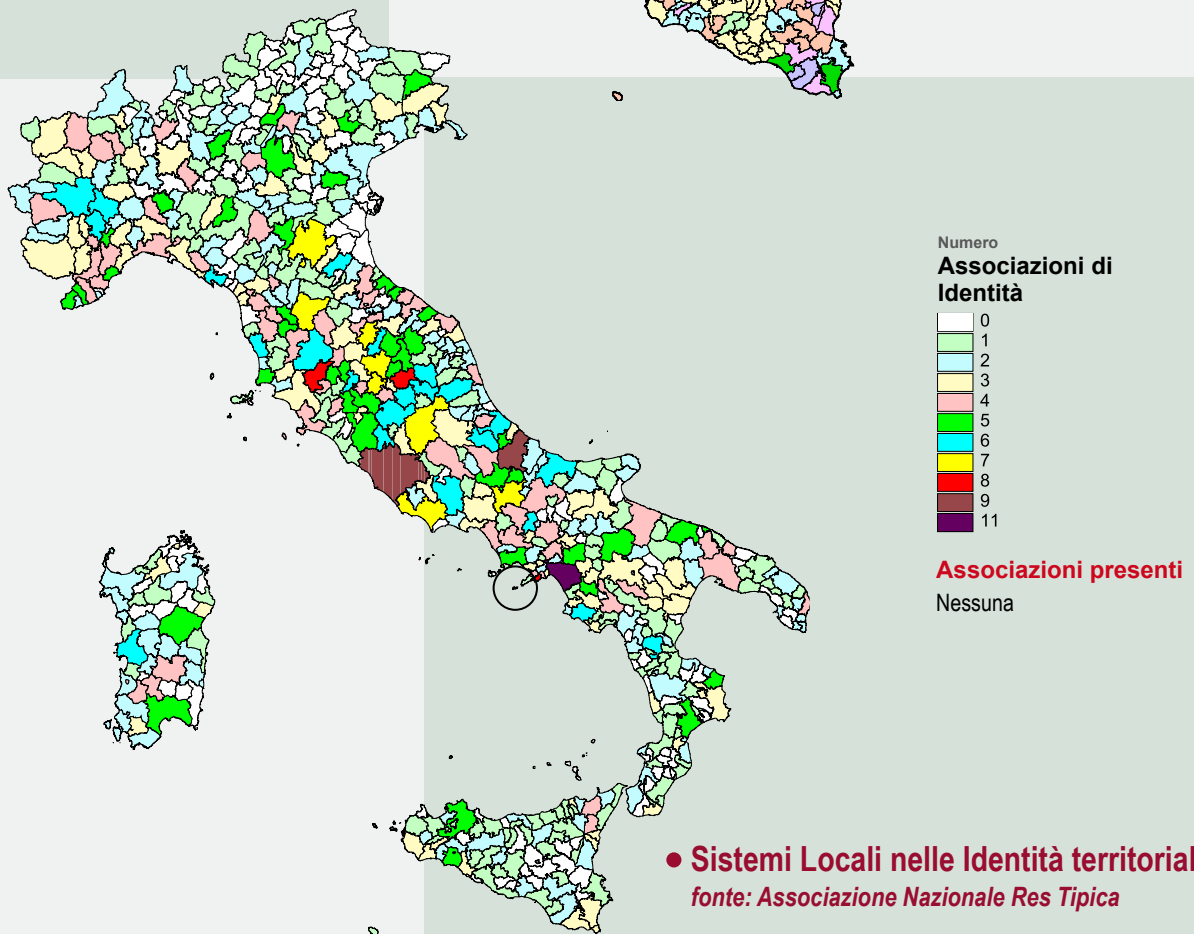 Numero
Associazioni di
Identità
0
1
2
3
4
5
6
7
8
9
11
Associazioni presenti
Nessuna
• Sistemi Locali nelle Identità territorial
fonte: Associazione Nazionale Res Tipica